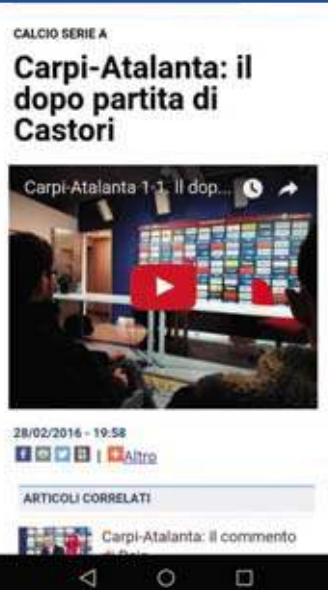 CALCIO SERIE A
Carpi-Atalanta: il
dopo partita di
Castori
Carpi-Atalanta 1-1. Il dop...
28/02/2016 - 19:58
| Altro
ARTICOLI CORRELATI
Carpi-Atalanta: il commento